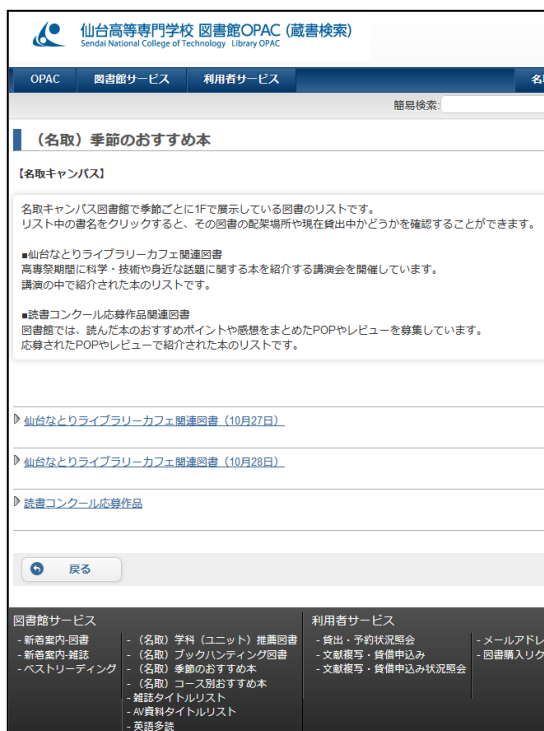 仙台高等専門学校 図書館OPAC (蔵書検索)
Sendai National College of Technology Library OPAC
OPAC 図書館サービス 利用者サービス 名
簡易検索:
（名取）季節のおすすめ本
【名取キャンパス】
名取キャンパス図書館で季節ごとに1Fで展示している図書のリストです。
リスト中の書名をクリックすると、その図書の配架場所や現在貸出中かどうかを確認することができます。
■仙台なとりライブラリーカフェ関連図書
高専祭期間に科学・技術や身近な話題に関する本を紹介する講演会を開催しています。
講演の中で紹介された本のリストです。
■読書コンクール応募作品関連図書
図書館では、読んだ本のおすすめポイントや感想をまとめたPOPやレビューを募集しています。
応募されたPOPやレビューで紹介された本のリストです。
仙台なとりライブラリーカフェ関連図書（10月27日）
仙台なとりライブラリーカフェ関連図書（10月28日）
読書コンクール応募作品
戻る
図書館サービス
- 新着案内-図書
- 新着案内-雑誌
- ベストリーディング
- （名取）学科（ユニット）推薦図書
- （名取）ブックハンティング図書
- （名取）季節のおすすめ本
- （名取）コース別おすすめ本
- 雑誌タイトルリスト
- AV資料タイトルリスト
- 英語多読
利用者サービス
- 貸出・予約状況照会
- 文献複写・貸借申込み
- 文献複写・貸借申込み状況照会
- メールアドレ
- 図書購入リク